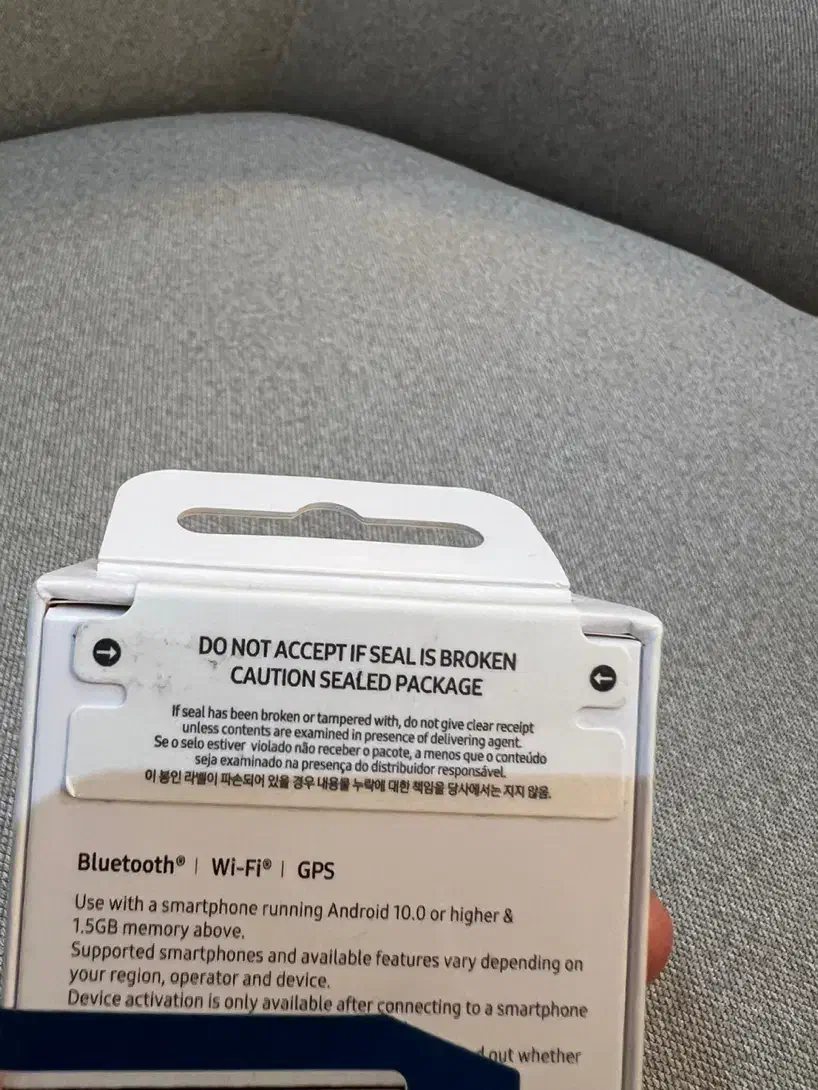 DO NOT ACCEPT IF SEAL IS BROKEN
CAUTION SEALED PACKAGE
If seal has been broken or tampered with, do not give clear receipt
unless contents are examined in presence of delivering agent.
Se o selo estiver violado não receber o pacote, a menos que o conteúdo
seja examinado na presença do distribuidor responsável.
이 봉인 라벨이 파손되어 있을 경우 내용물 누락에 대한 책임을 당사에서는 지지 않음.
Bluetooth® | Wi-Fi® | GPS
Use with a smartphone running Android 10.0 or higher &
1.5GB memory above.
Supported smartphones and available features vary depending on
your region, operator and device.
Device activation is only available after connecting to a smartphone
out whether